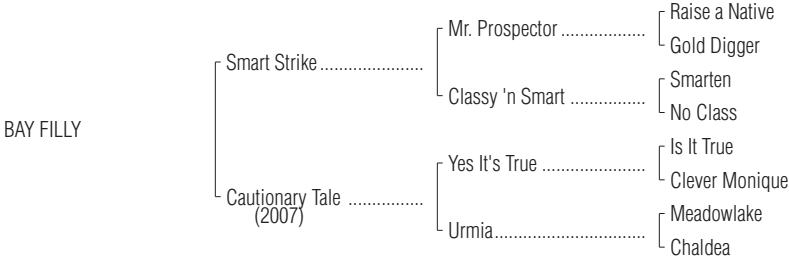 Raise a Native
Mr. Prospector ..................
Gold Digger
Smart Strike ......................
Smarten
Classy 'n Smart ................
No Class
BAY FILLY
Is It True
Yes It's True ......................
Clever Monique
Cautionary Tale ................
(2007)
Meadowlake
Urmia................................
Chaldea